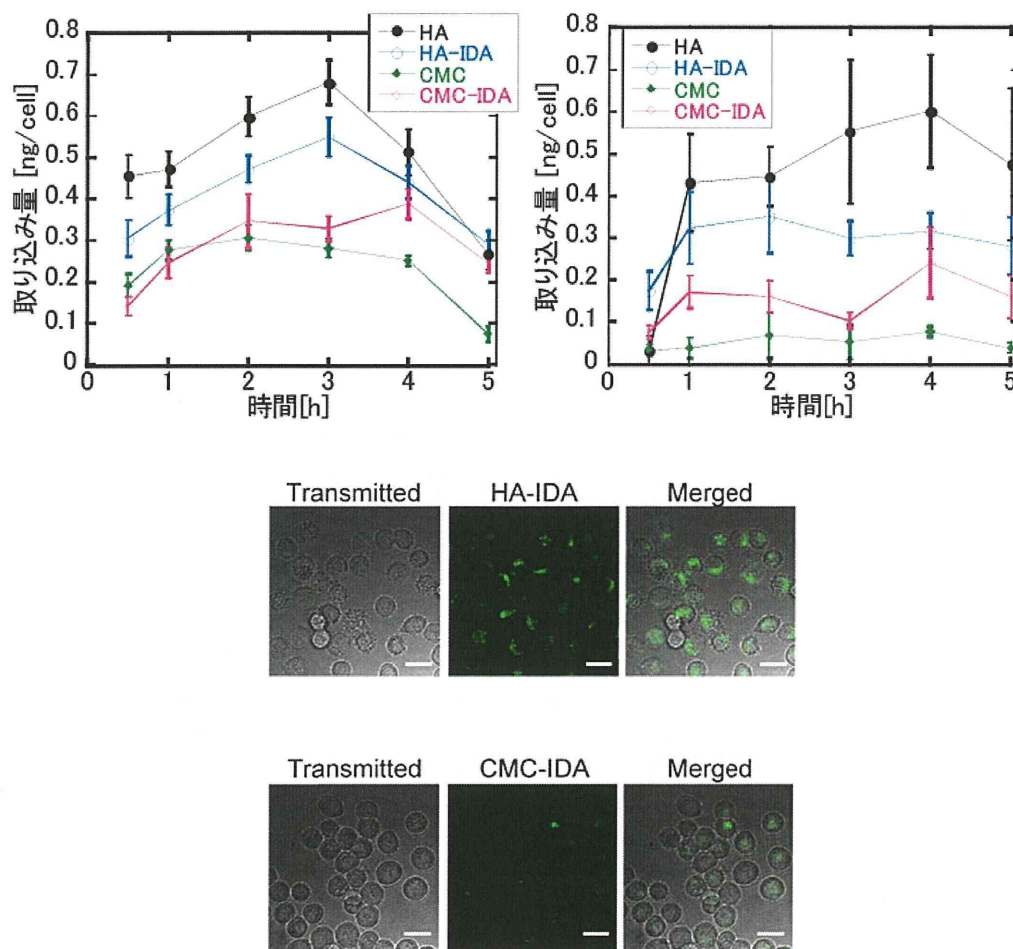 0.8
0.7
0.6
0.5
0.4
0.3
0.2
0.1
0
取り込み量 [ng/cell]
HA
HA-IDA
CMC
CMC-IDA
0 1 2 3 4 5
時間[h]
0.8
0.7
0.6
0.5
0.4
0.3
0.2
0.1
0
取り込み量 [ng/cell]
HA
HA-IDA
CMC
CMC-IDA
0 1 2 3 4 5
時間[h]
Transmitted HA-IDA Merged
Transmitted CMC-IDA Merged